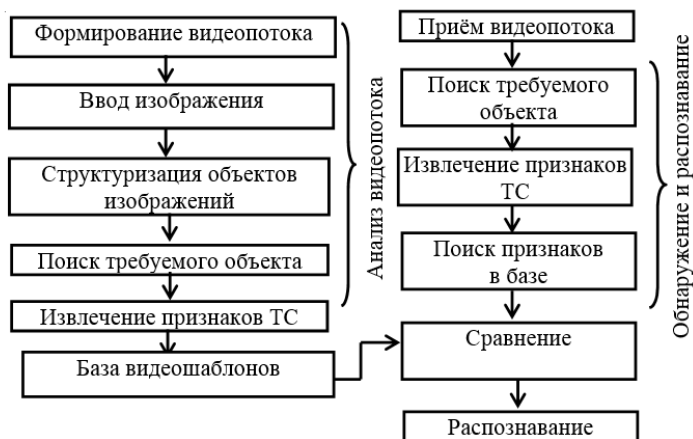 Формирование видеопотока
Ввод изображения
Структуризация объектов
изображений
Поиск требуемого объекта
Извлечение признаков ТС
База видеошаблонов
Анализ видеопотока
Приём видеопотока
Поиск требуемого
объекта
Извлечение признаков
ТС
Поиск признаков
в базе
Сравнение
Распознавание
Обнаружение и распознавание